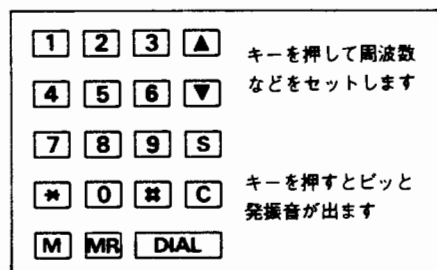 1 2 3 ▲
4 5 6 ▼
7 8 9 S
* 0 # C
M MR DIAL
キーを押して周波数
などをセットします
キーを押すとピッと
発振音が出ます